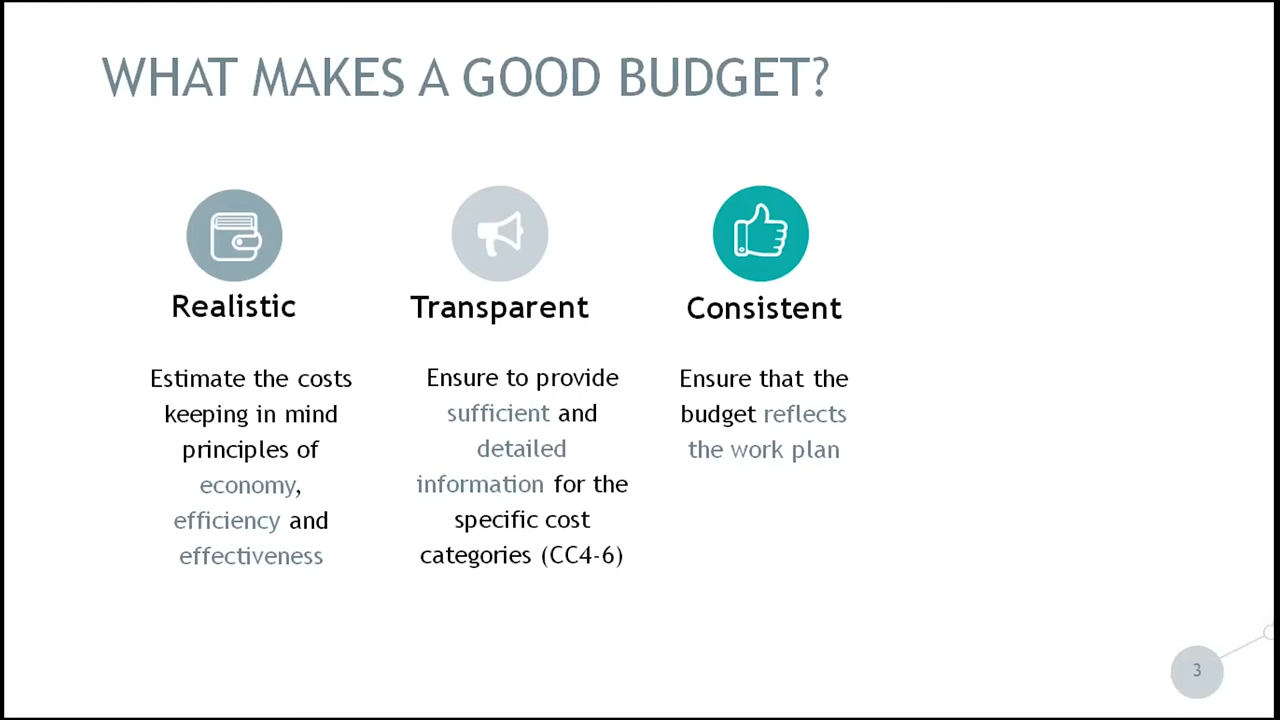 WHAT MAKES A GOOD BUDGET?
Realistic
Estimate the costs
keeping in mind
principles of
economy,
efficiency and
effectiveness
Transparent
Ensure to provide
sufficient and
detailed
information for the
specific cost
categories (CC4-6)
Consistent
Ensure that the
budget reflects
the work plan
3